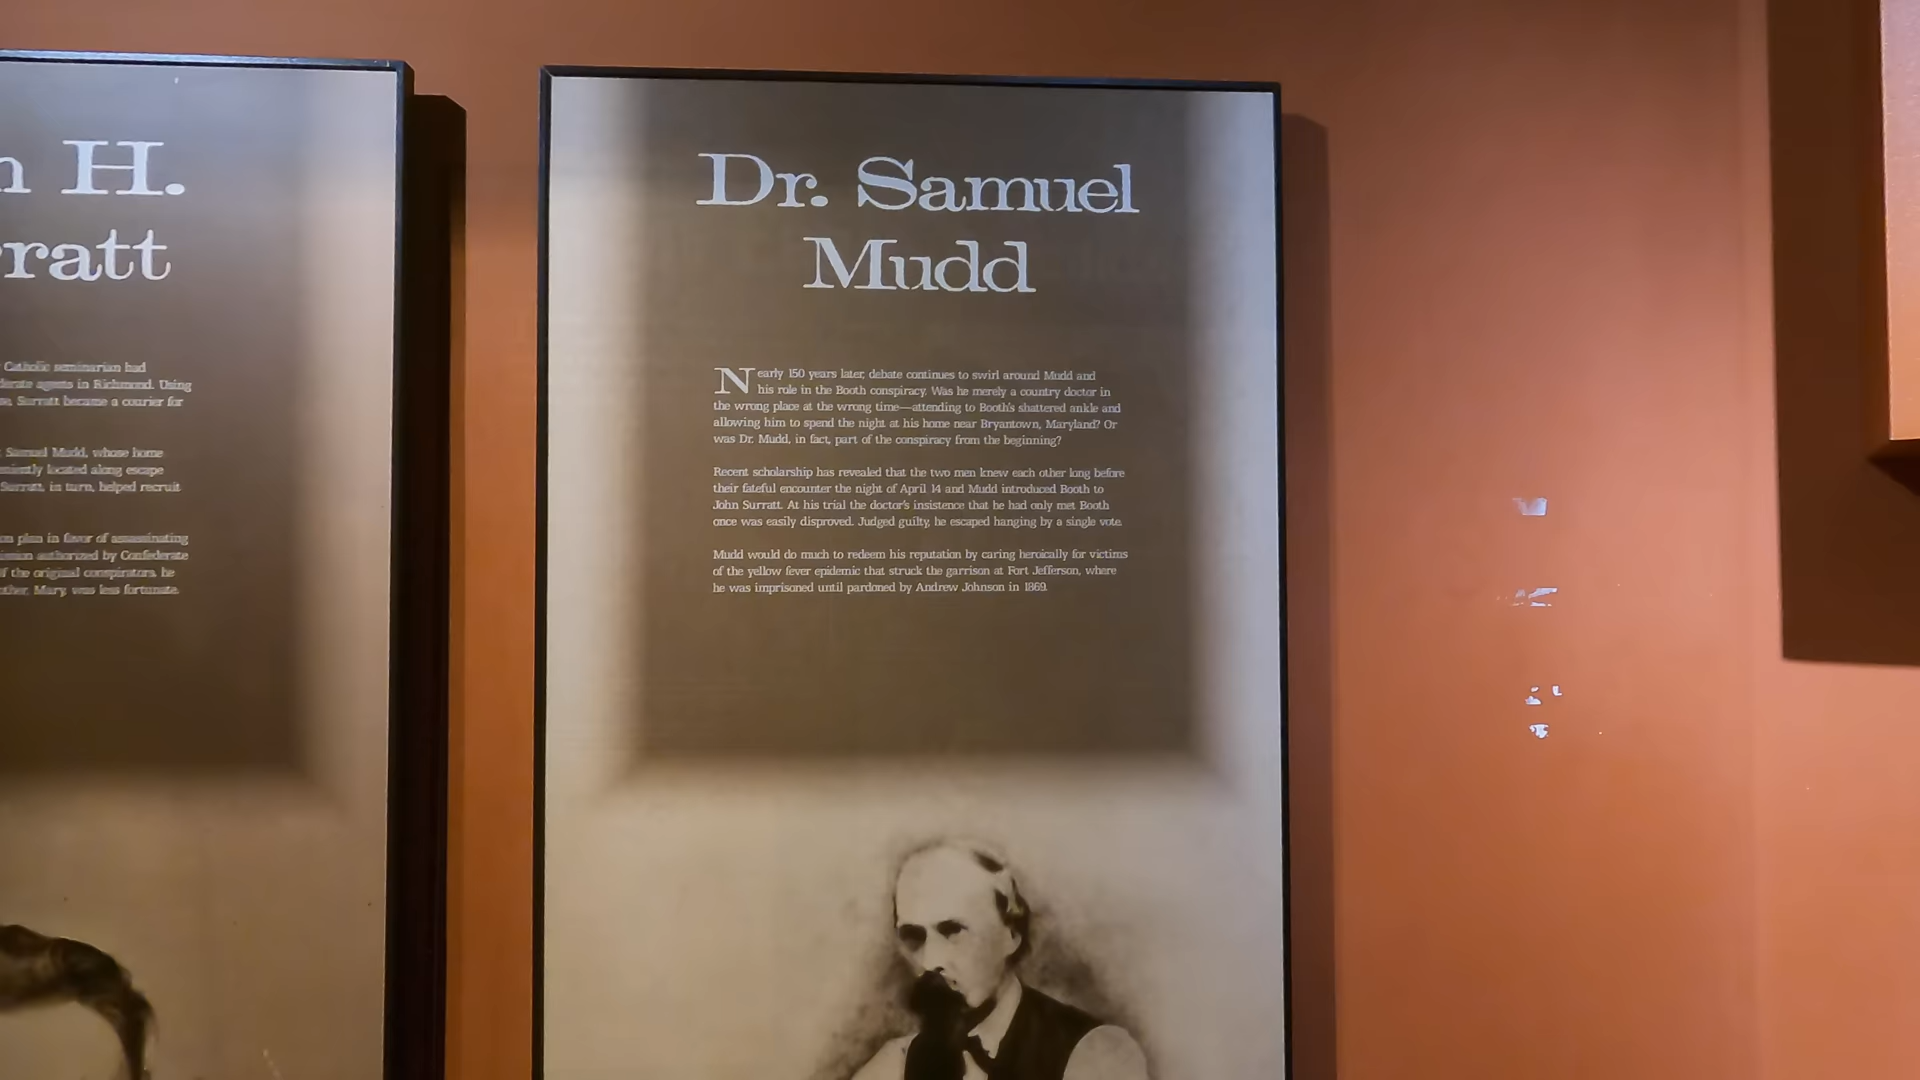 n H.
rratt
Catholic seminarian had
derate agents in Richmond. Using
se, Surratt became a courier for
Samuel Mudd, whose home
niently located along escape
Surratt, in turn, helped recruit
on plan in favor of assassinating
ission authorized by Confederate
f the original conspirators, he
other, Mary, was less fortunate.
Dr. Samuel
Mudd
Nearly 150 years later, debate continues to swirl around Mudd and
his role in the Booth conspiracy. Was he merely a country doctor in
the wrong place at the wrong time—attending to Booth's shattered ankle and
allowing him to spend the night at his home near Bryantown, Maryland? Or
was Dr. Mudd, in fact, part of the conspiracy from the beginning?
Recent scholarship has revealed that the two men knew each other long before
their fateful encounter the night of April 14 and Mudd introduced Booth to
John Surratt. At his trial the doctor's insistence that he had only met Booth
once was easily disproved. Judged guilty, he escaped hanging by a single vote.
Mudd would do much to redeem his reputation by caring heroically for victims
of the yellow fever epidemic that struck the garrison at Fort Jefferson, where
he was imprisoned until pardoned by Andrew Johnson in 1869.